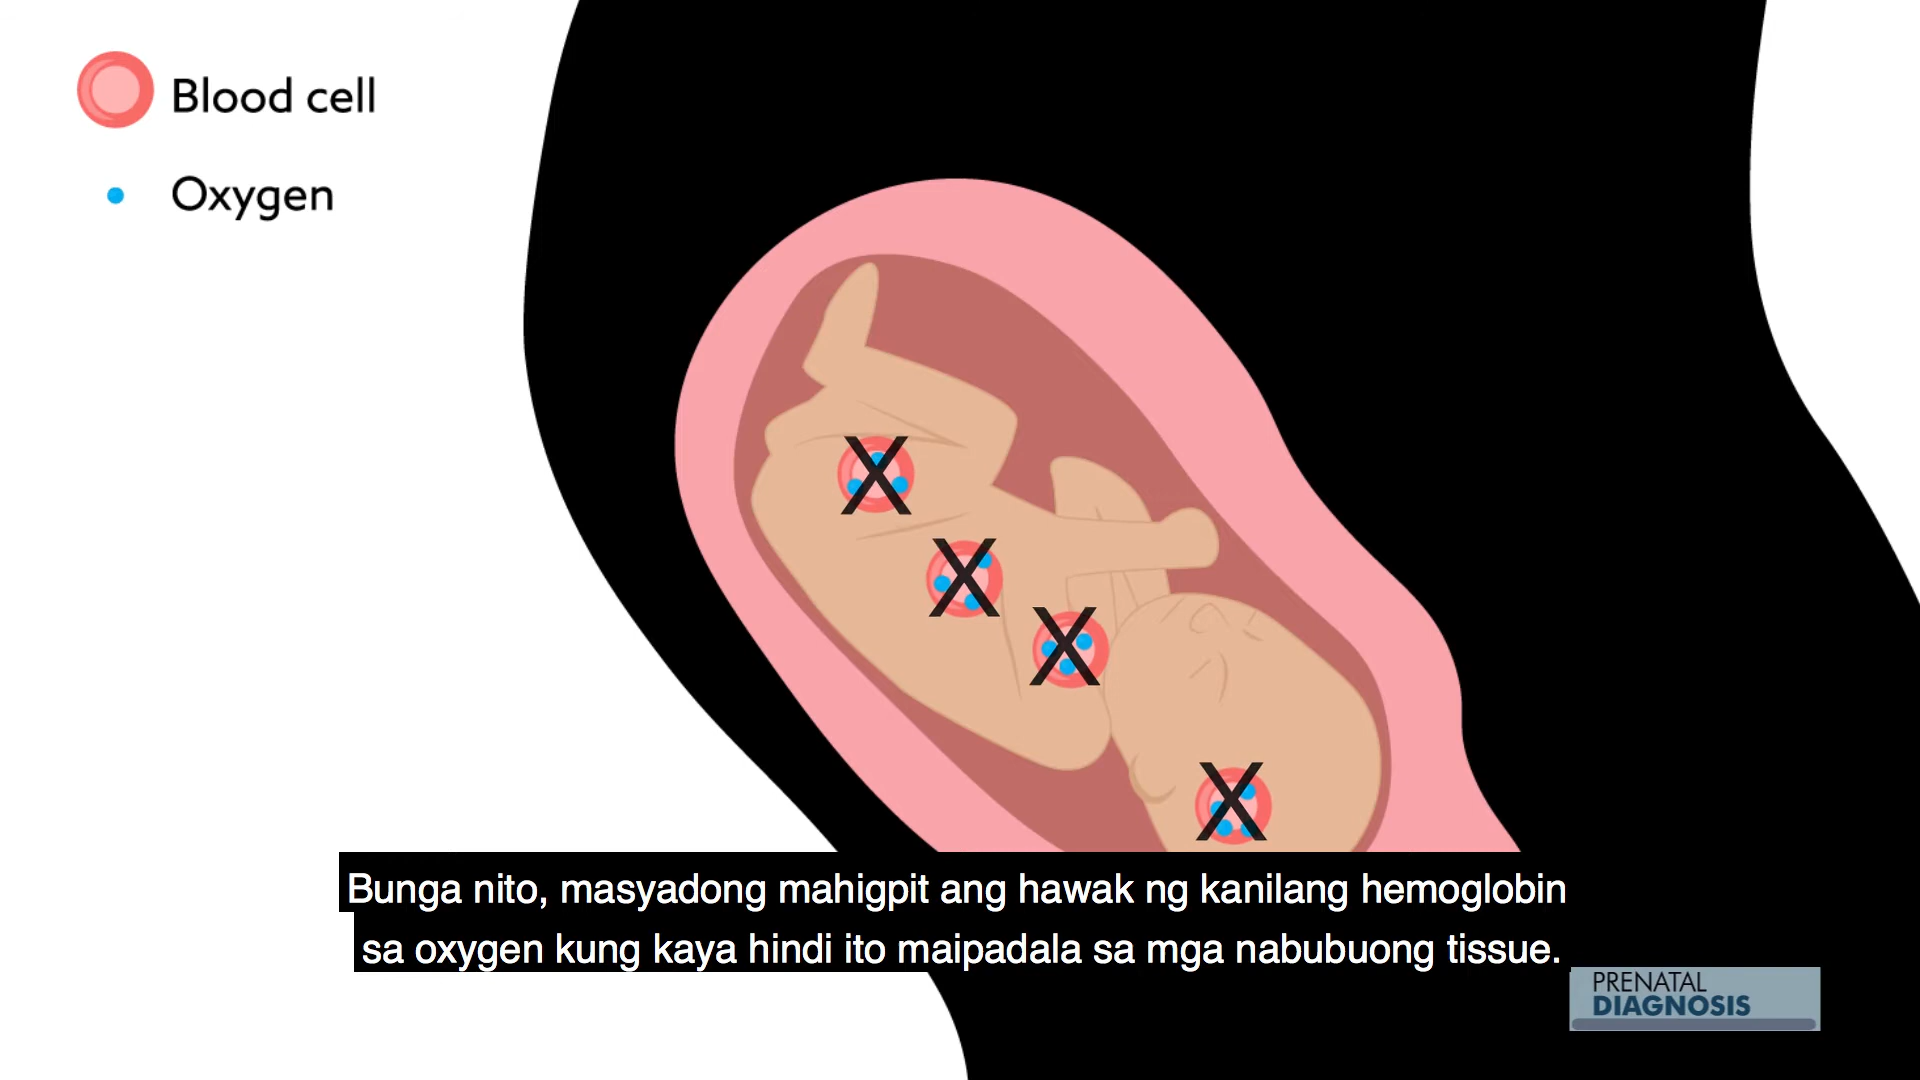 Blood cell
Oxygen
Bunga nito, masyadong mahigpit ang hawak ng kanilang hemoglobin
sa oxygen kung kaya hindi ito maipadala sa mga nabubuong tissue.
PRENATAL
DIAGNOSIS